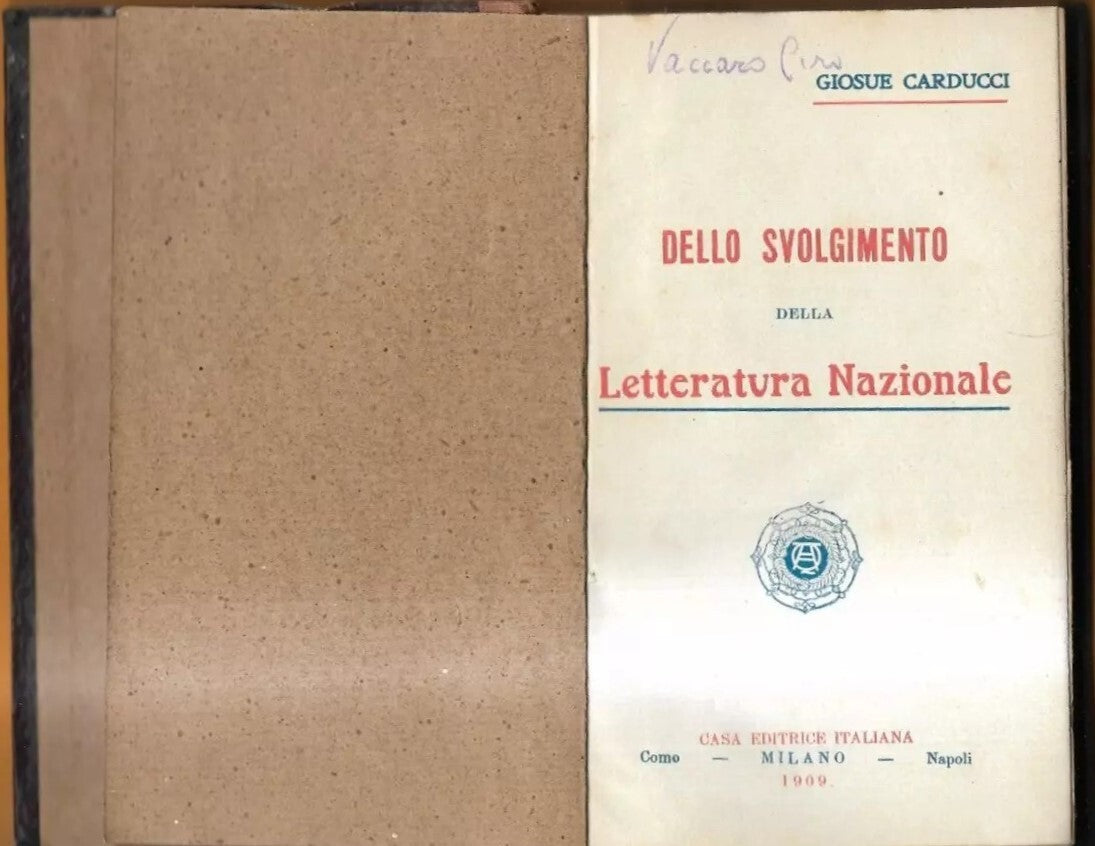 Vaccaro Ciro
GIOSUE CARDUCCI
DELLO SVOLGIMENTO
DELLA
Letteratura Nazionale
CASA EDITRICE ITALIANA
Como — MILANO — Napoli
1909